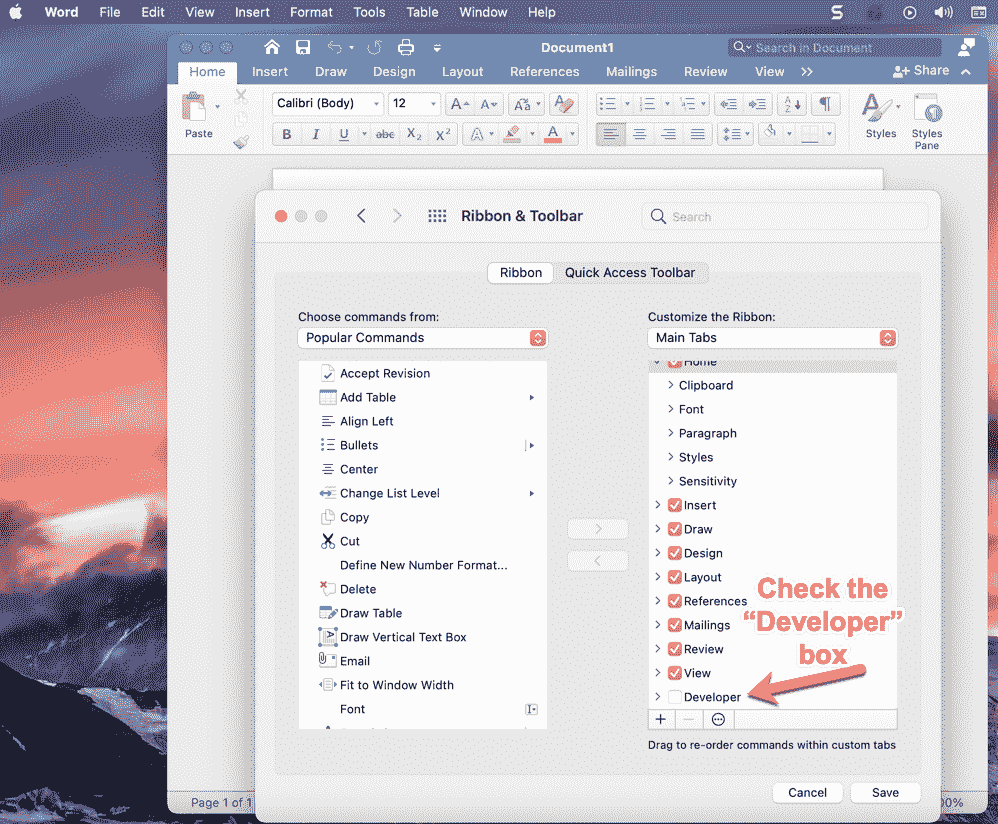 Word File Edit View Insert Format Tools Table Window Help
Document1
Search in Document
Home Insert Draw Design Layout References Mailings Review View
Share
Paste
Calibri (Body)
12
Styles
Styles
Pane
Ribbon & Toolbar
Search
Ribbon
Quick Access Toolbar
Choose commands from:
Popular Commands
Accept Revision
Add Table
Align Left
Bullets
Center
Change List Level
Copy
Cut
Define New Number Format...
Delete
Draw Table
Draw Vertical Text Box
Email
Fit to Window Width
Font
Customize the Ribbon:
Main Tabs
Home
Clipboard
Font
Paragraph
Styles
Sensitivity
Insert
Draw
Design
Layout
References
Mailings
Review
View
Developer
Check the
“Developer”
box
Drag to re-order commands within custom tabs
Cancel
Save
Page 1 of 1